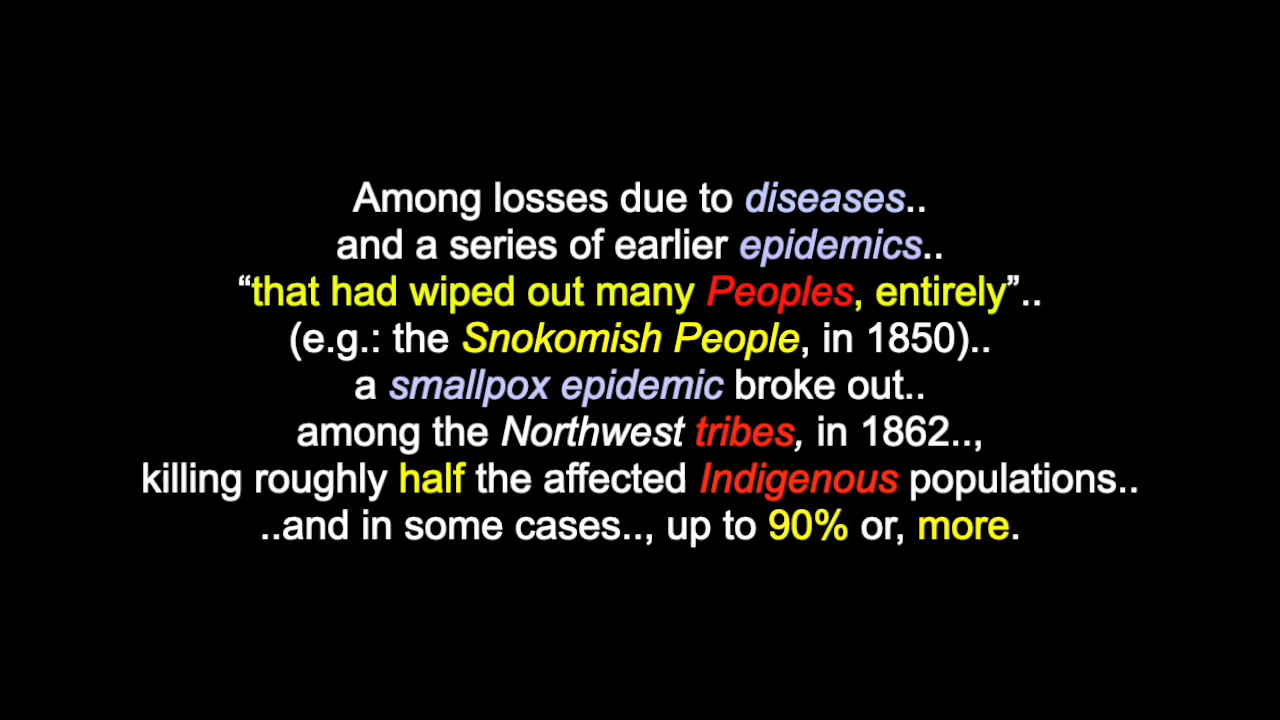 Among losses due to diseases..
and a series of earlier epidemics..
“that had wiped out many Peoples, entirely”..
(e.g.: the Snokomish People, in 1850)..
a smallpox epidemic broke out..
among the Northwest tribes, in 1862..,
killing roughly half the affected Indigenous populations..
..and in some cases.., up to 90% or, more.